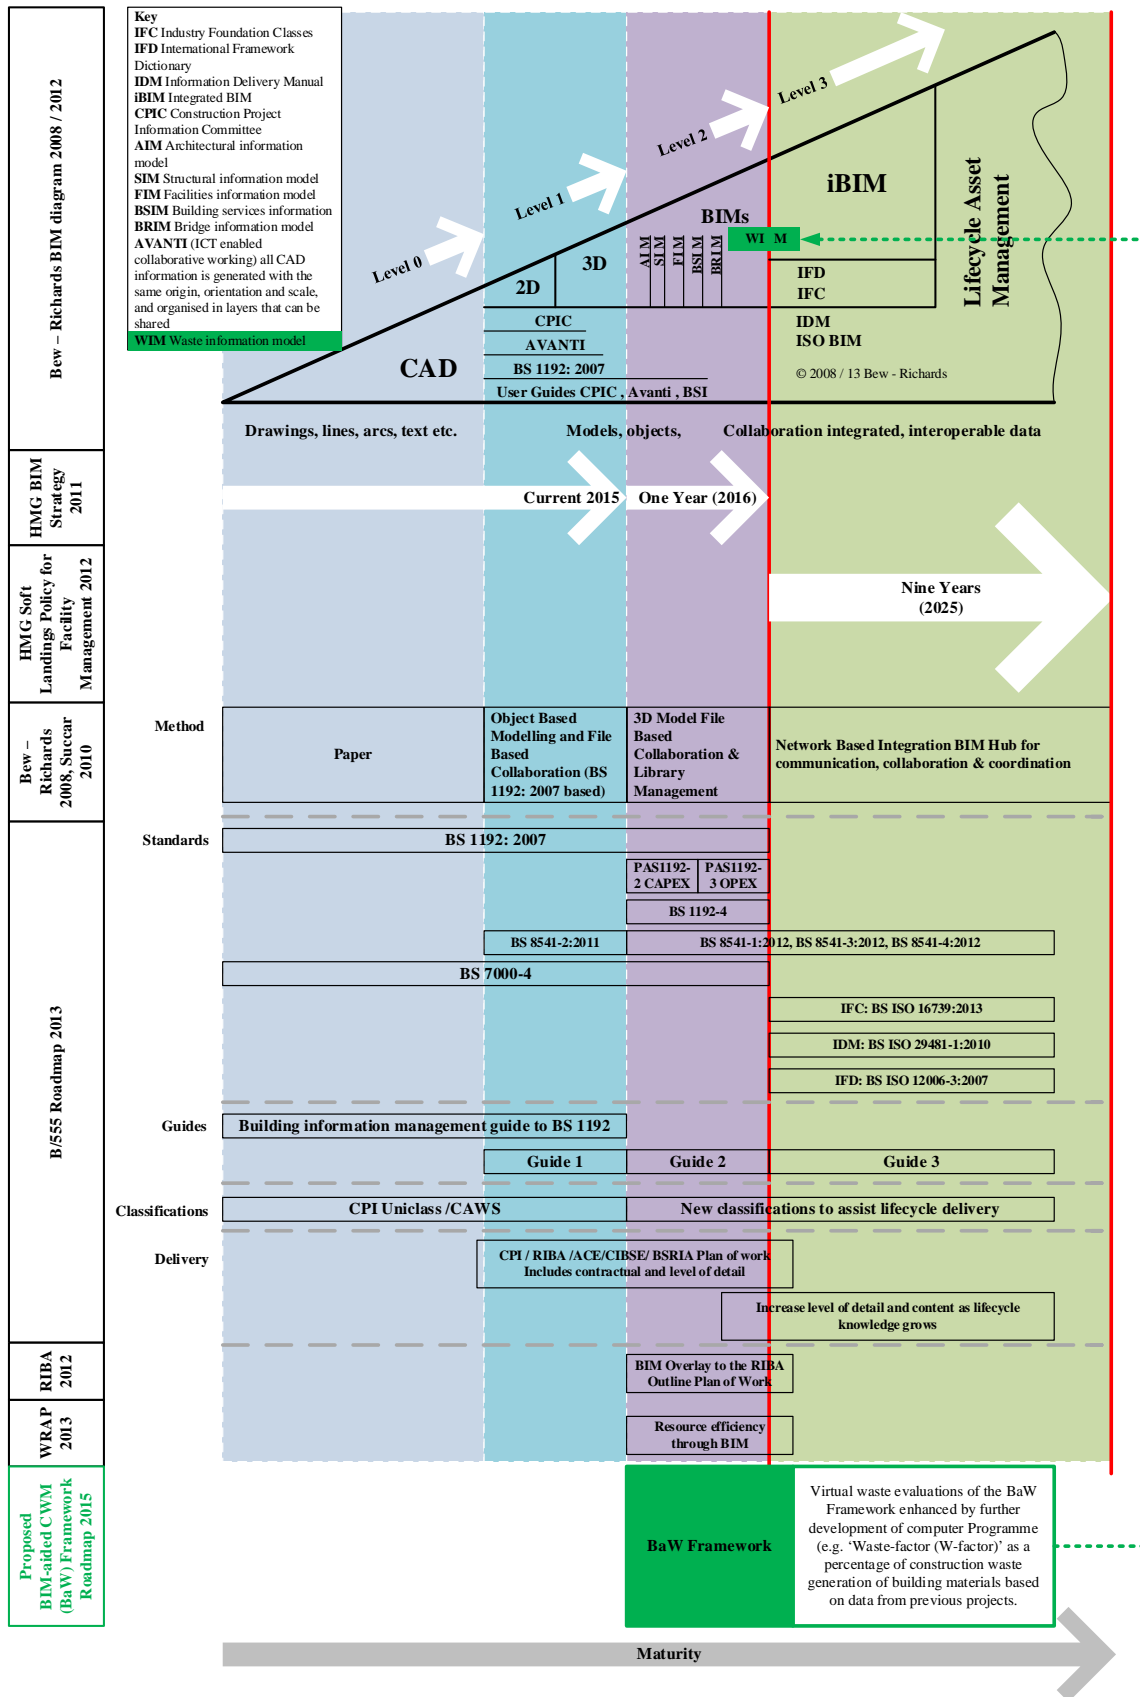 Key
IFC Industry Foundation Classes
IFD International Framework
Dictionary
IDM Information Delivery Manual
iBIM Integrated BIM
CPIC Construction Project
Information Committee
AIM Architectural information
model
SIM Structural information model
FIM Facilities information model
BSIM Building services information
BRIM Bridge information model
AVANTI (ICT enabled
collaborative working) all CAD
information is generated with the
same origin, orientation and scale,
and organised in layers that can be
shared
WIM Waste information model
Bew – Richards BIM diagram 2008 / 2012
Level 0
Level 1
Level 2
Level 3
CAD
2D
3D
BIMs
AIM
SIM
FIM
BSIM
BRIM
WI M
iBIM
IFD
IFC
IDM
ISO BIM
© 2008 / 13 Bew - Richards
Lifecycle Asset
Management
CPIC
AVANTI
BS 1192: 2007
User Guides CPIC , Avanti , BSI
Drawings, lines, arcs, text etc.
Models, objects,
Collaboration integrated, interoperable data
HMG BIM
Strategy
2011
Current 2015
One Year (2016)
HMG Soft
Landings Policy for
Facility
Management 2012
Nine Years
(2025)
Bew –
Richards
2008, Succar
2010
Method
Paper
Object Based
Modelling and File
Based
Collaboration (BS
1192: 2007 based)
3D Model File
Based
Collaboration &
Library
Management
Network Based Integration BIM Hub for
communication, collaboration & coordination
B/555 Roadmap 2013
Standards
BS 1192: 2007
PAS1192-
2 CAPEX
PAS1192-
3 OPEX
BS 1192-4
BS 8541-2:2011
BS 8541-1:2012, BS 8541-3:2012, BS 8541-4:2012
BS 7000-4
IFC: BS ISO 16739:2013
IDM: BS ISO 29481-1:2010
IFD: BS ISO 12006-3:2007
Guides
Building information management guide to BS 1192
Guide 1
Guide 2
Guide 3
Classifications
CPI Uniclass /CAWS
New classifications to assist lifecycle delivery
Delivery
CPI / RIBA /ACE/CIBSE/ BSRIA Plan of work
Includes contractual and level of detail
Increase level of detail and content as lifecycle
knowledge grows
RIBA
2012
BIM Overlay to the RIBA
Outline Plan of Work
WRAP
2013
Resource efficiency
through BIM
Proposed
BIM-aided CWM
(BaW) Framework
Roadmap 2015
BaW Framework
Virtual waste evaluations of the BaW
Framework enhanced by further
development of computer Programme
(e.g. ‘Waste-factor (W-factor)’ as a
percentage of construction waste
generation of building materials based
on data from previous projects.
Maturity